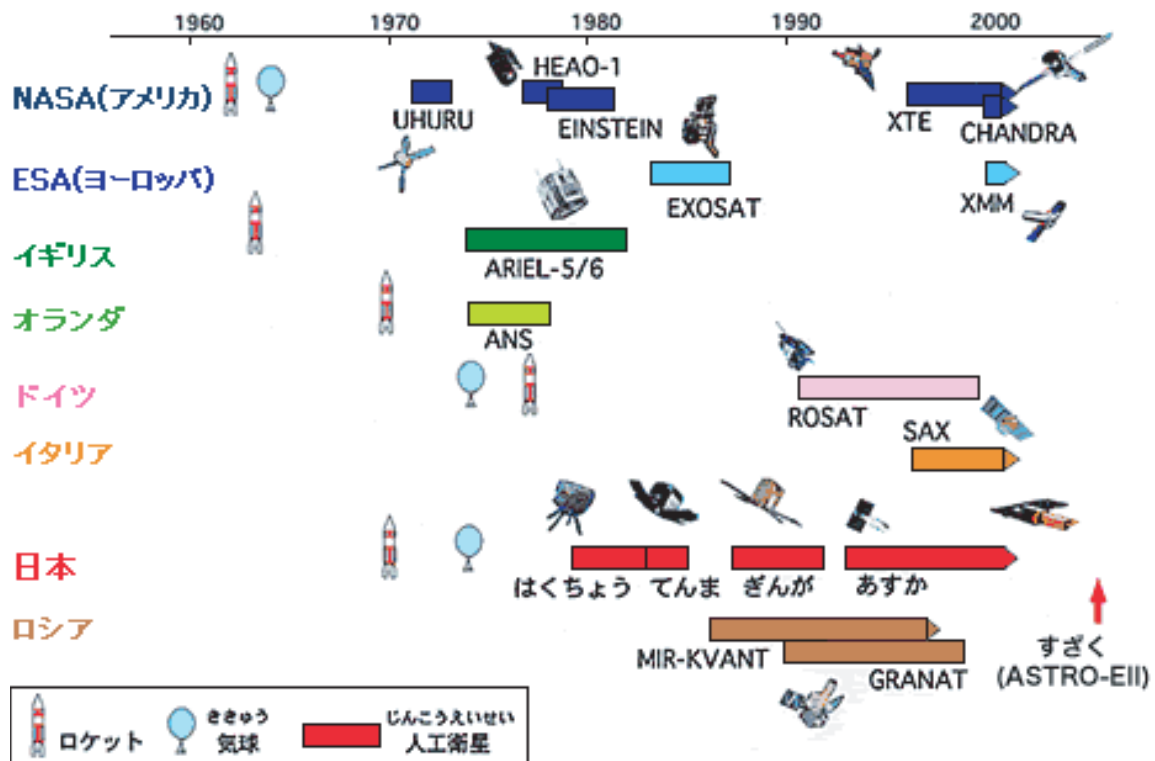 1960 1970 1980 1990 2000
NASA(アメリカ)
HEAO-1
UHURU
EINSTEIN
XTE
CHANDRA
ESA(ヨーロッパ)
EXOSAT
XMM
イギリス
ARIEL-5/6
オランダ
ANS
ドイツ
ROSAT
イタリア
SAX
日本
はくちょう てんま ぎんが あすか
ロシア
MIR-KVANT
GRANAT
すざく
(ASTRO-EII)
ロケット
ききゅう
気球
じんこうえいせい
人工衛星